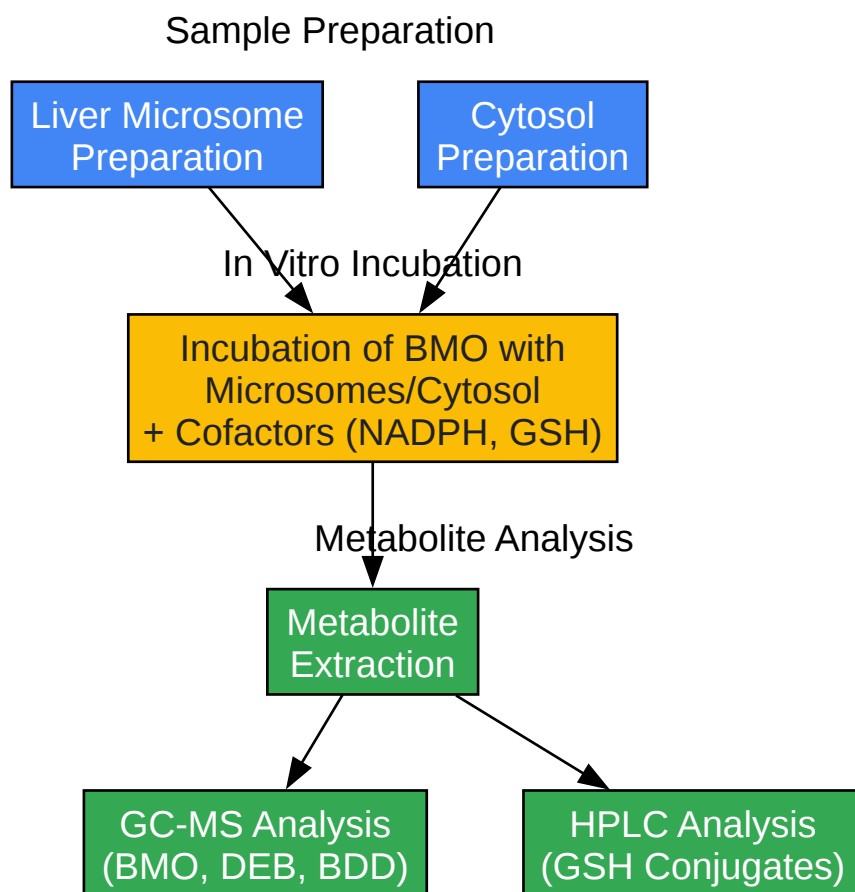 Sample Preparation
Liver Microsome
Preparation
Cytosol
Preparation
In Vitro Incubation
Incubation of BMO with
Microsomes/Cytosol
+ Cofactors (NADPH, GSH)
Metabolite Analysis
Metabolite
Extraction
GC-MS Analysis
(BMO, DEB, BDD)
HPLC Analysis
(GSH Conjugates)